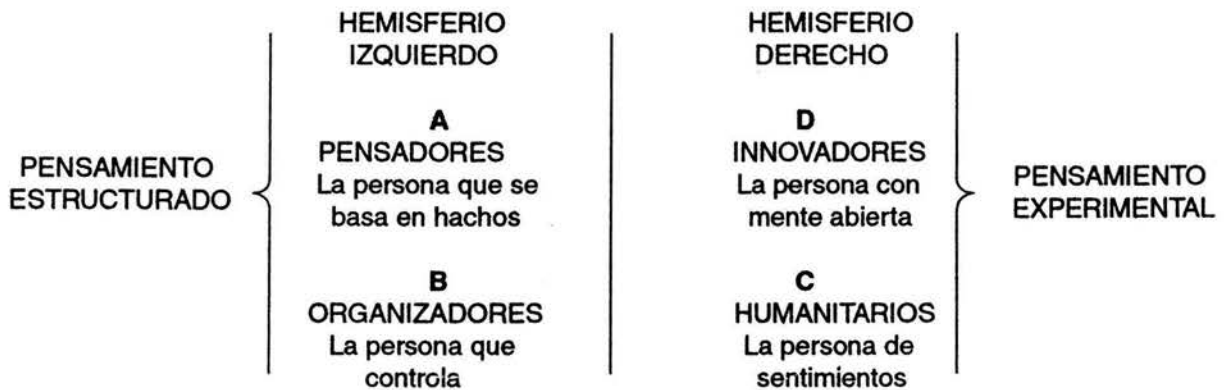 HEMISFERIO
IZQUIERDO
HEMISFERIO
DERECHO
PENSAMIENTO
ESTRUCTURADO
A
PENSADORES
La persona que se
basa en hachos
B
ORGANIZADORES
La persona que
controla
D
INNOVADORES
La persona con
mente abierta
C
HUMANITARIOS
La persona de
sentimientos
PENSAMIENTO
EXPERIMENTAL